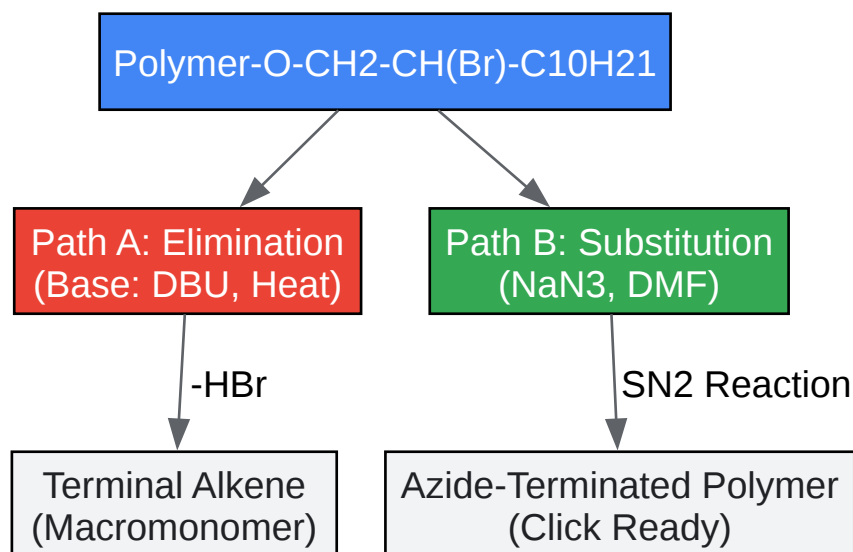 Polymer-O-CH2-CH(Br)-C10H21
Path A: Elimination
(Base: DBU, Heat)
Path B: Substitution
(NaN3, DMF)
-HBr
SN2 Reaction
Terminal Alkene
(Macromonomer)
Azide-Terminated Polymer
(Click Ready)